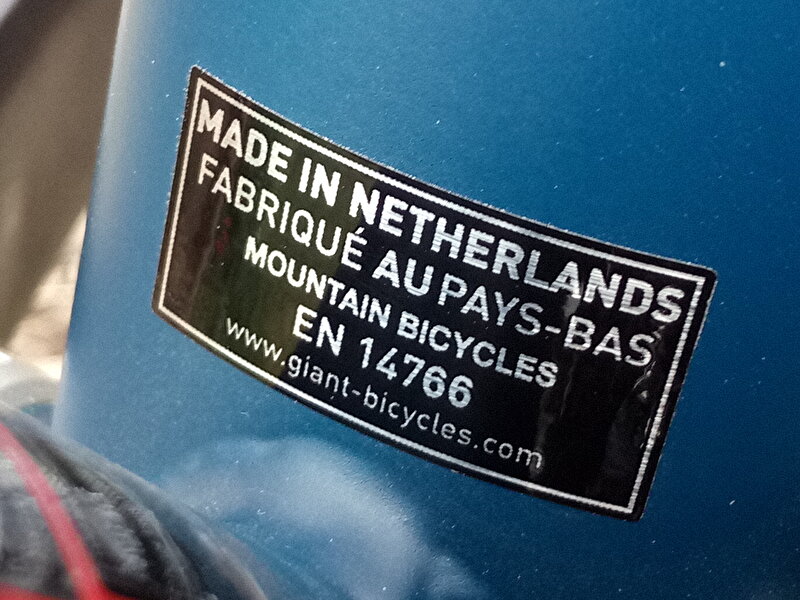 MADE IN NETHERLANDS
FABRIQUÉ AU PAYS-BAS
MOUNTAIN BICYCLES
EN 14766
www.giant-bicycles.com